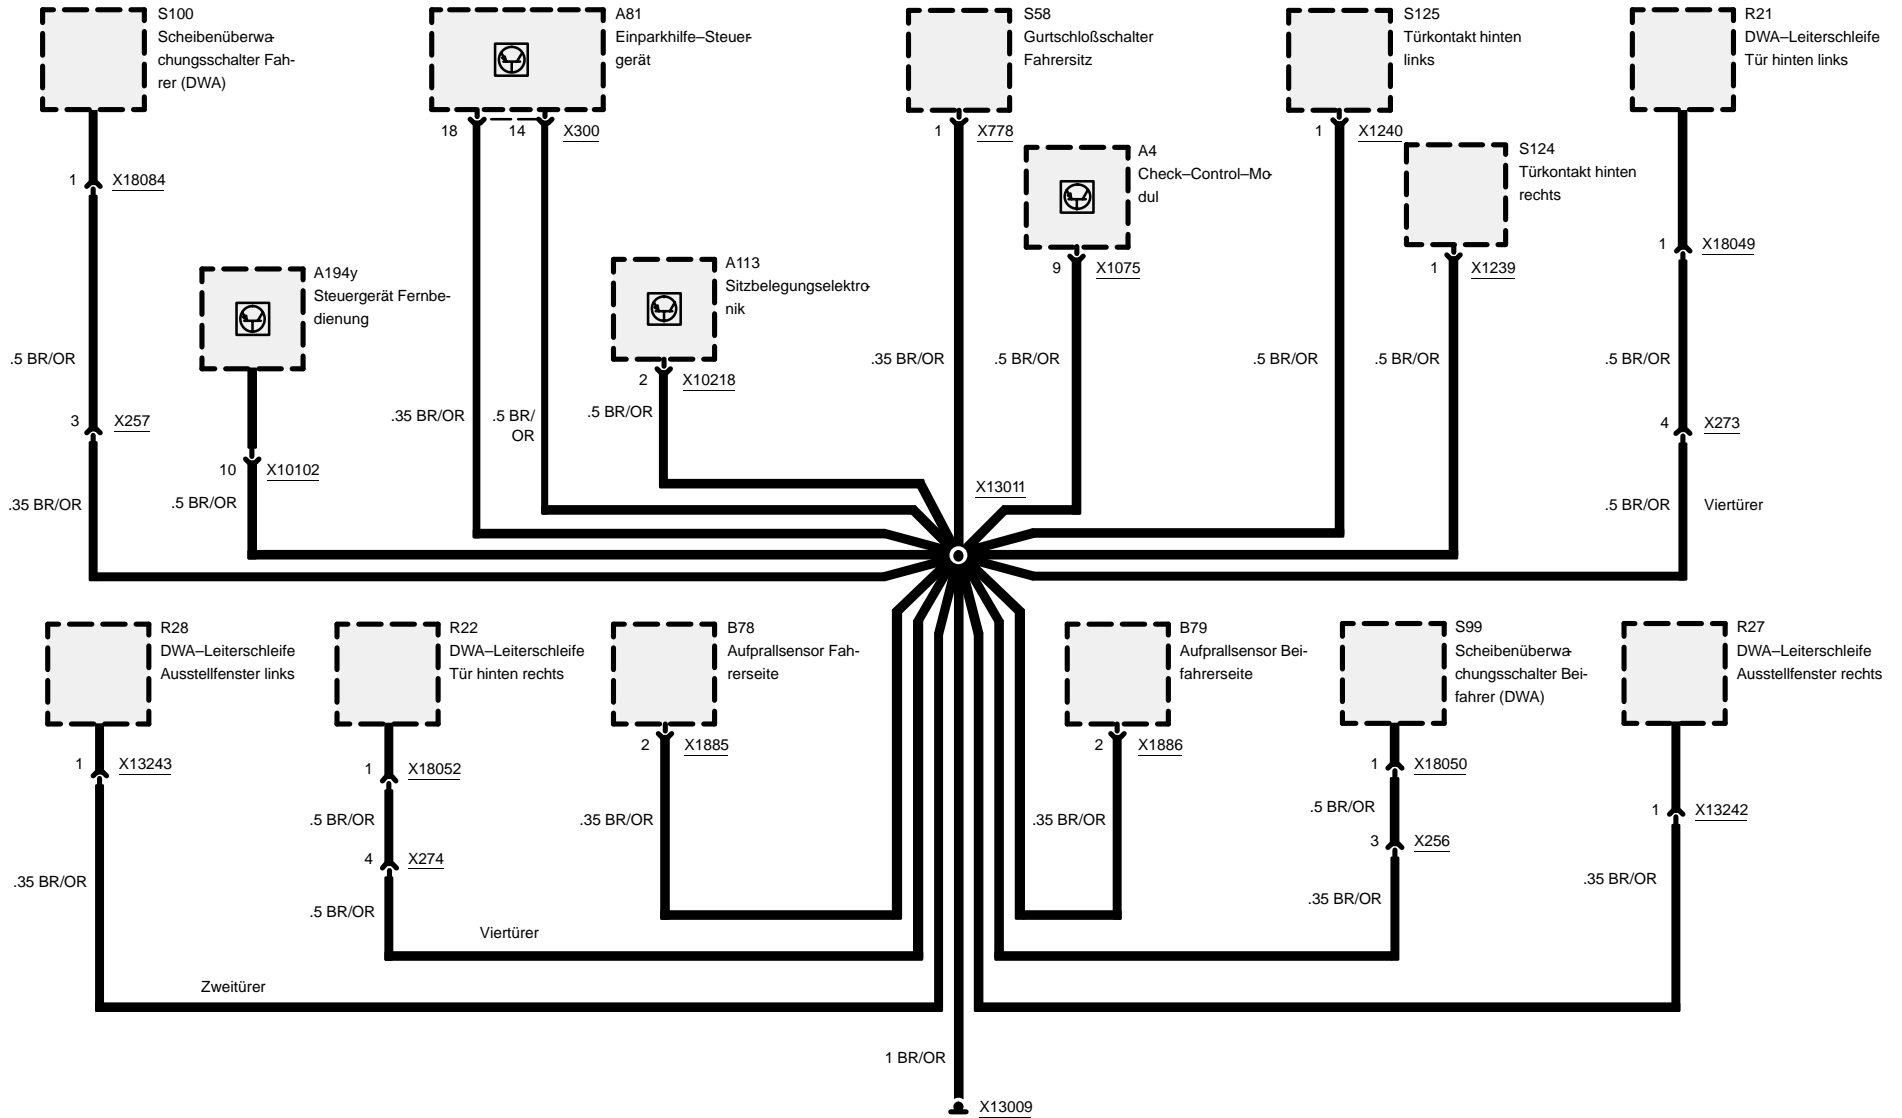 S100
Scheibenüberwa-
chungsschalter Fah-
rer (DWA)
A81
Einparkhilfe–Steuer-
gerät
S58
Gurtschloßschalter
Fahrersitz
S125
Türkontakt hinten
links
R21
DWA–Leiterschleife
Tür hinten links
18
14
X300
1
X778
1
X1240
A4
Check–Control–Mo-
dul
S124
Türkontakt hinten
rechts
1
X18084
1
X18049
9
X1075
1
X1239
A194y
Steuergerät Fernbe-
dienung
A113
Sitzbelegungselektro-
nik
.5 BR/OR
.35 BR/OR
.5 BR/OR
.5 BR/OR
.5 BR/OR
.5 BR/OR
2
X10218
.35 BR/OR
.5 BR/
OR
.5 BR/OR
3
X257
4
X273
10
X10102
.35 BR/OR
.5 BR/OR
X13011
.5 BR/OR
Viertürer
R28
DWA–Leiterschleife
Ausstellfenster links
R22
DWA–Leiterschleife
Tür hinten rechts
B78
Aufprallsensor Fah-
rerseite
B79
Aufprallsensor Bei-
fahrerseite
S99
Scheibenüberwa-
chungsschalter Bei-
fahrer (DWA)
R27
DWA–Leiterschleife
Ausstellfenster rechts
1
X13243
1
X18052
2
X1885
2
X1886
1
X18050
1
X13242
.5 BR/OR
.35 BR/OR
.35 BR/OR
.5 BR/OR
4
X274
3
X256
.35 BR/OR
.5 BR/OR
.35 BR/OR
.35 BR/OR
Viertürer
Zweitürer
1 BR/OR
X13009